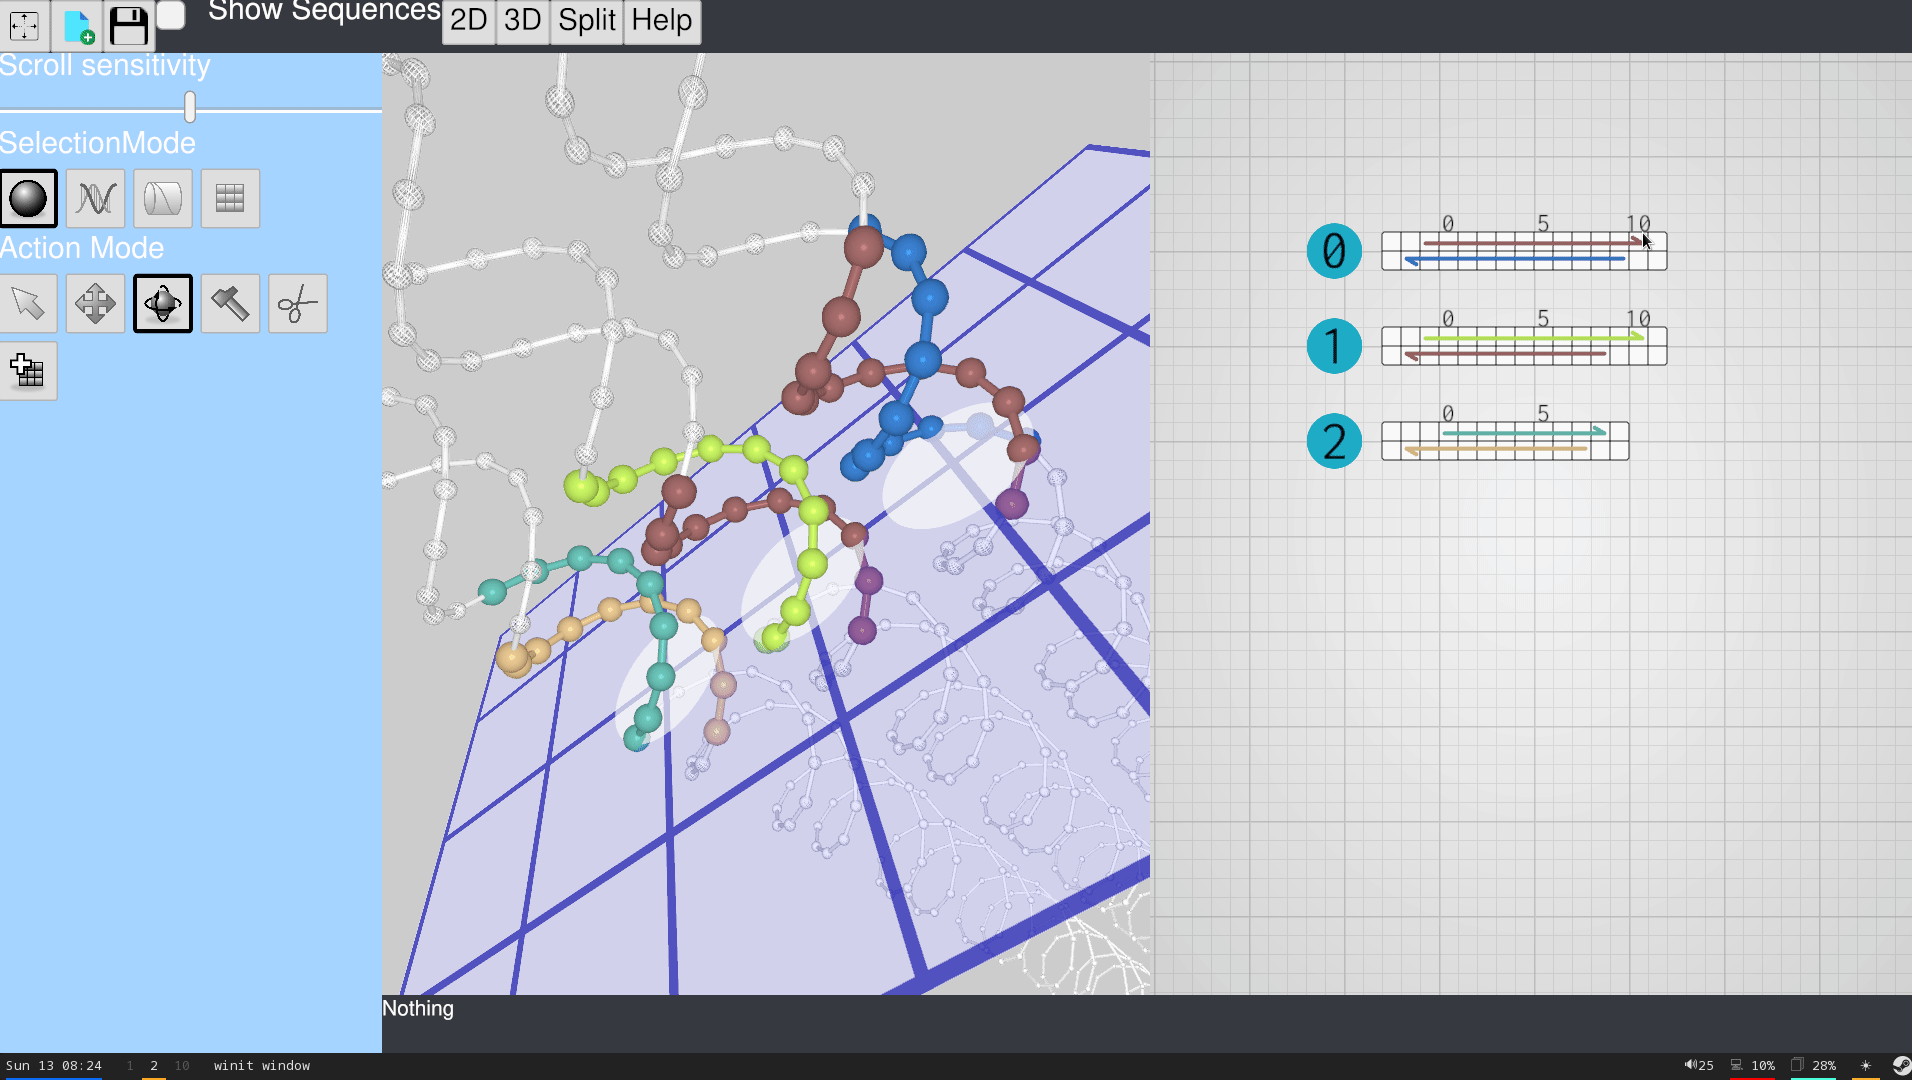 Show Sequences 2D 3D Split Help
Scroll sensitivity
SelectionMode
Action Mode
0 5 10
0
0 5 10
1
0 5
2
Nothing
Sun 13 08:24 1 2 10 winit window 25 10% 28%